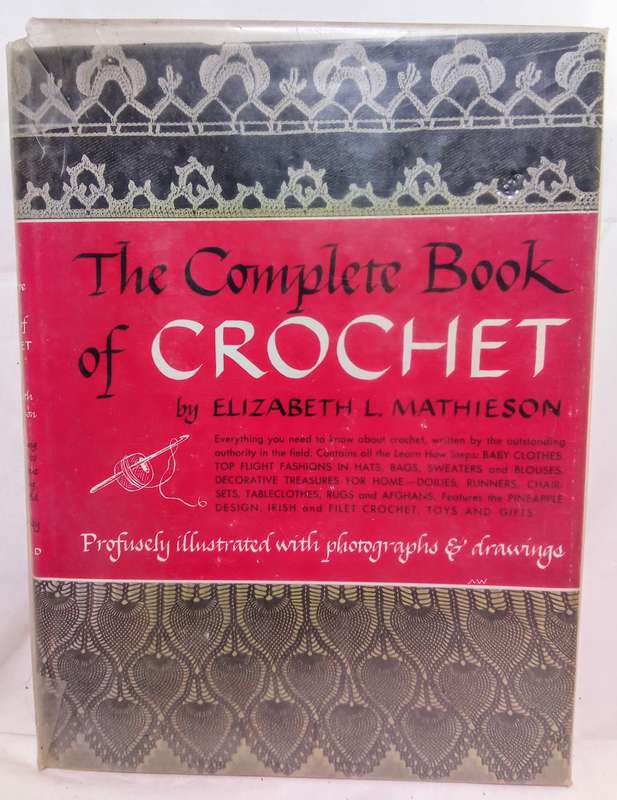 The Complete Book
of CROCHET
by ELIZABETH L. MATHIESON
Everything you need to know about crochet, written by the outstanding
authority in the field. Contains all the Learn How Steps: BABY CLOTHES,
TOP FLIGHT FASHIONS IN HATS, BAGS, SWEATERS and BLOUSES,
DECORATIVE TREASURES FOR HOME—DOILIES, RUNNERS, CHAIR
SETS, TABLECLOTHES, RUGS and AFGHANS, Features the PINEAPPLE
DESIGN, IRISH and FILET CROCHET, TOYS AND GIFTS
Profusely illustrated with photographs & drawings